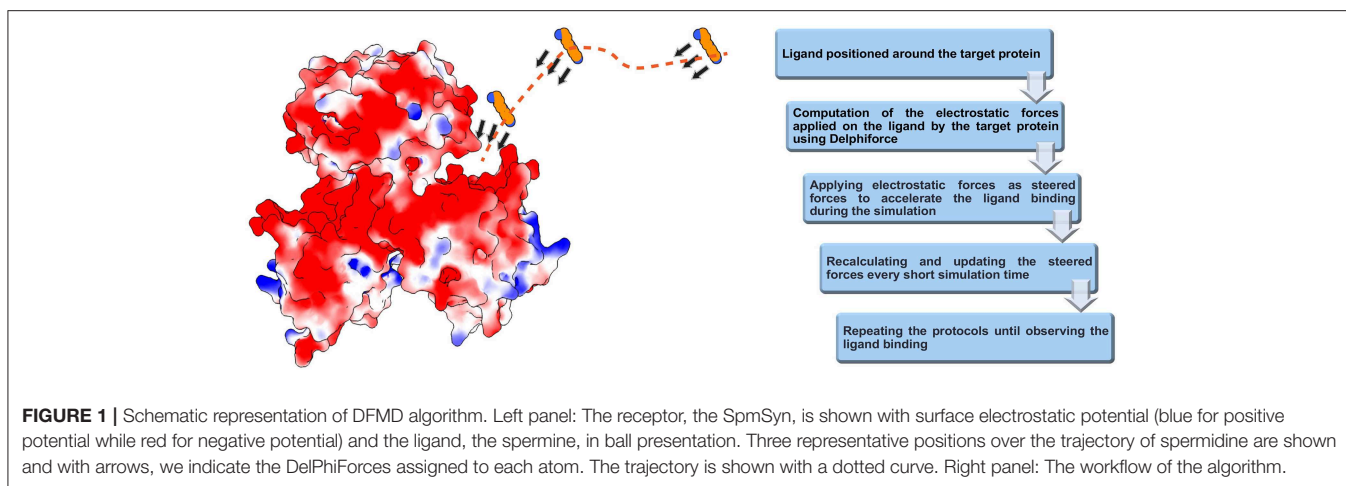 Ligand positioned around the target protein
Computation of the electrostatic forces
applied on the ligand by the target protein
using Delphiforce
Applying electrostatic forces as steered
forces to accelerate the ligand binding
during the simulation
Recalculating and updating the steered
forces every short simulation time
Repeating the protocols until observing the
ligand binding
FIGURE 1 | Schematic representation of DFMD algorithm. Left panel: The receptor, the SpmSyn, is shown with surface electrostatic potential (blue for positive
potential while red for negative potential) and the ligand, the spermine, in ball presentation. Three representative positions over the trajectory of spermidine are shown
and with arrows, we indicate the DelPhiForces assigned to each atom. The trajectory is shown with a dotted curve. Right panel: The workflow of the algorithm.